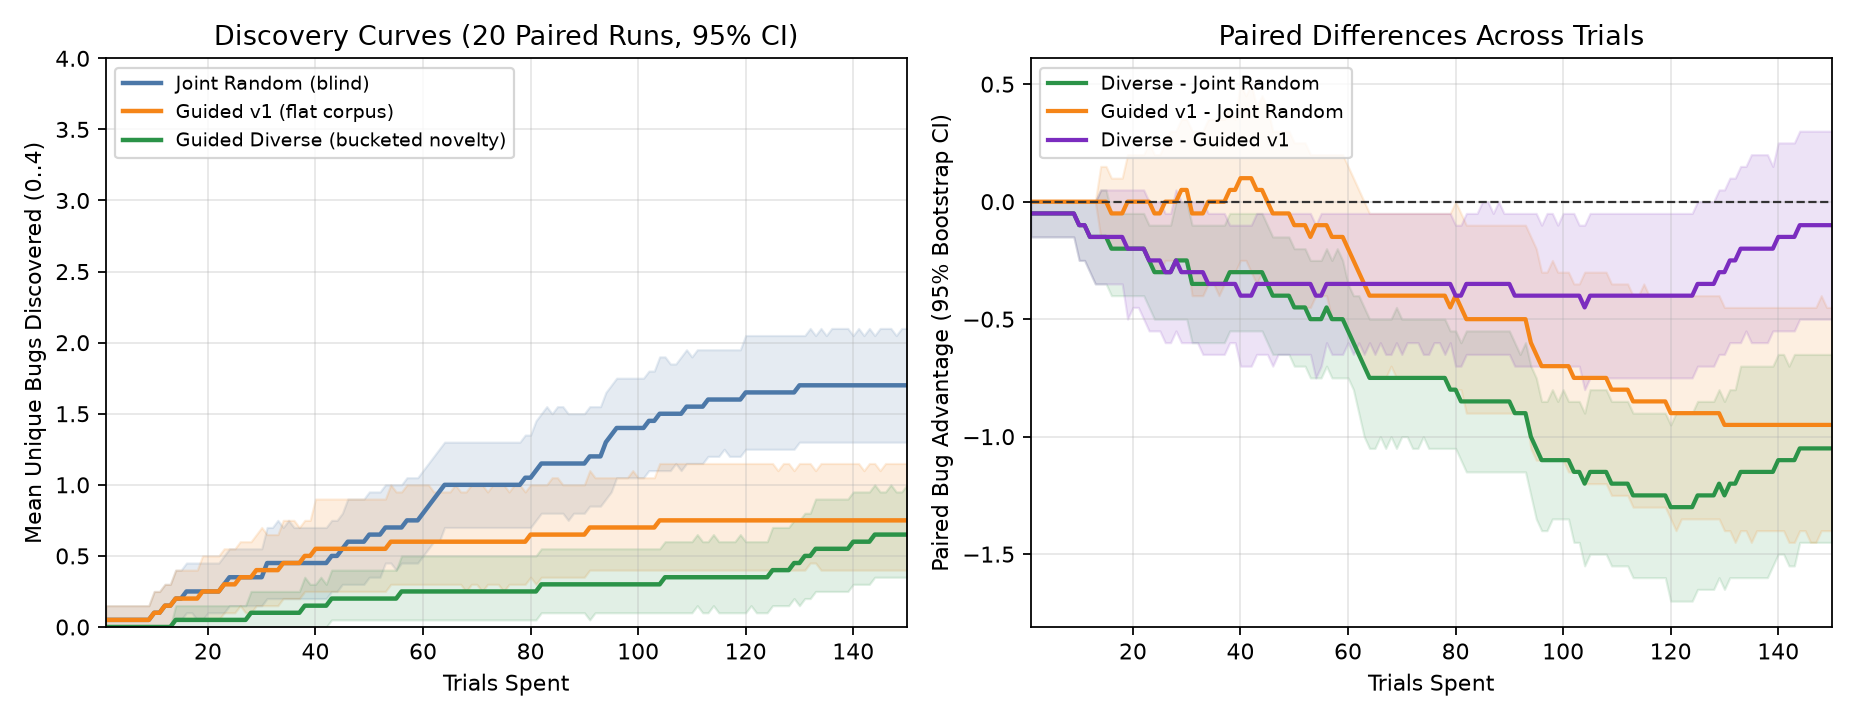 Discovery Curves (20 Paired Runs, 95% CI)
Joint Random (blind)
Guided v1 (flat corpus)
Guided Diverse (bucketed novelty)
Mean Unique Bugs Discovered (0..4)
4.0
3.5
3.0
2.5
2.0
1.5
1.0
0.5
0.0
20 40 60 80 100 120 140
Trials Spent
Paired Differences Across Trials
Diverse - Joint Random
Guided v1 - Joint Random
Diverse - Guided v1
Paired Bug Advantage (95% Bootstrap CI)
0.5
0.0
−0.5
−1.0
−1.5
20 40 60 80 100 120 140
Trials Spent